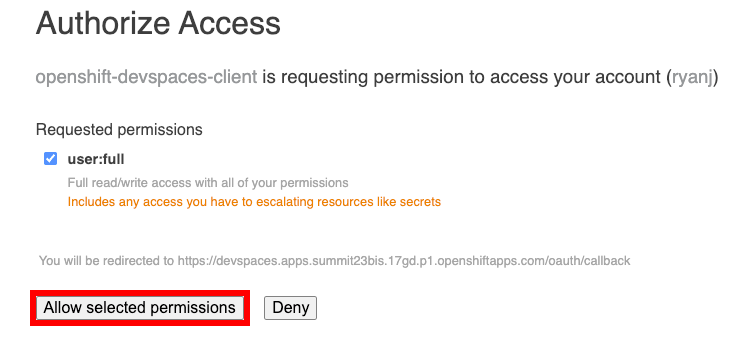 Authorize Access
openshift-devspaces-client is requesting permission to access your account (ryanj)
Requested permissions
user:full
Full read/write access with all of your permissions
Includes any access you have to escalating resources like secrets
You will be redirected to https://devspaces.apps.summit23bis.17gd.p1.openshiftapps.com/oauth/callback
Allow selected permissions Deny